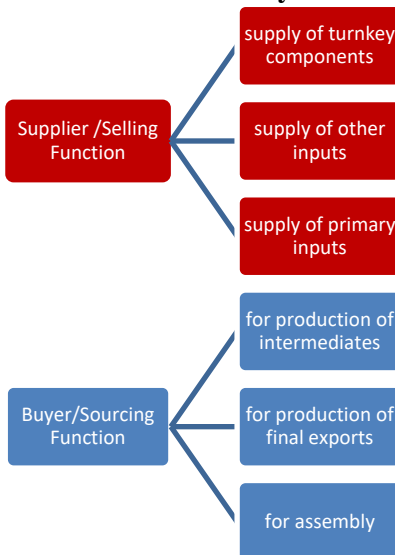 Supplier /Selling
Function
supply of turnkey
components
supply of other
inputs
supply of primary
inputs
Buyer/Sourcing
Function
for production of
intermediates
for production of
final exports
for assembly